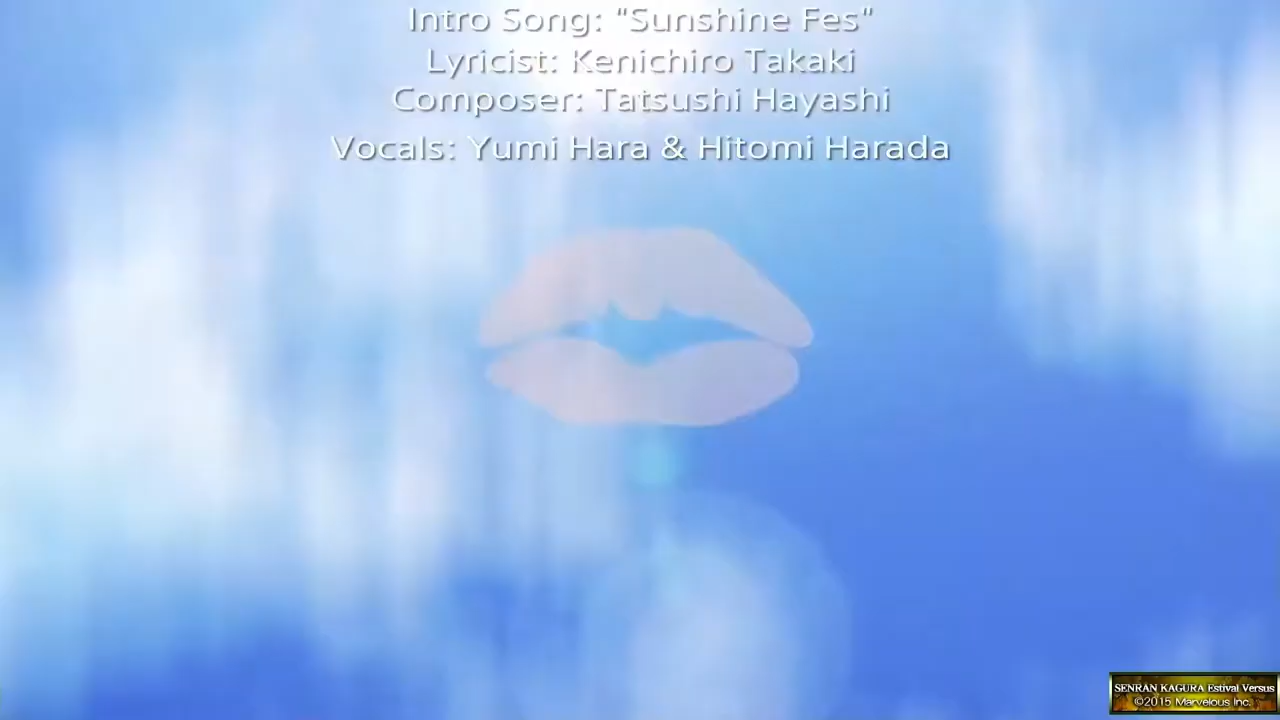 Intro Song: "Sunshine Fes"
Lyricist: Kenichiro Takaki
Composer: Tatsushi Hayashi
Vocals: Yumi Hara & Hitomi Harada
SENRAN KAGURA Estival Versus
©2015 Marvelous Inc.